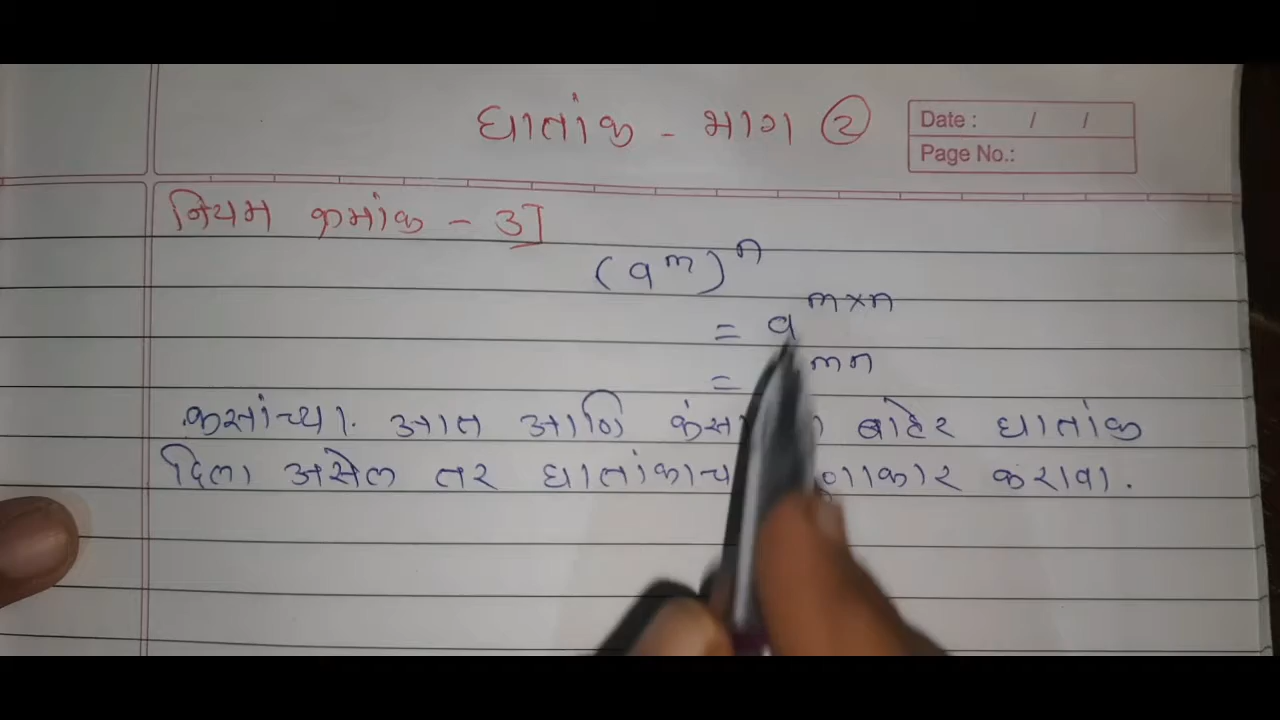 घातांक - भाग २
Date : / /
Page No.:
नियम क्रमांक - 3]
(a^m)^n
= a^m×n
= mn
कंसांच्या. आत आणि बाहेर घातांक
दिला असेल तर करावा.